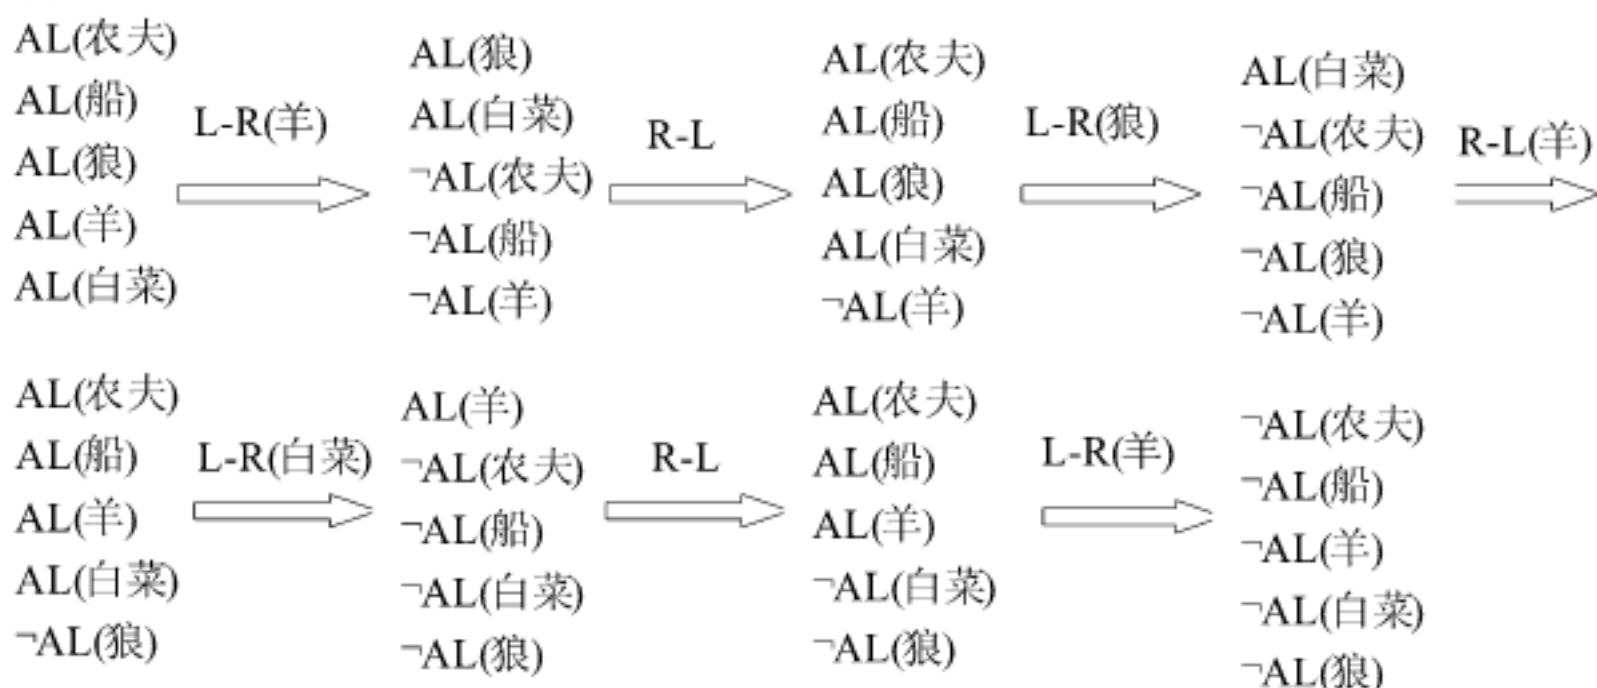 AL(农夫)
AL(船)
AL(狼)
AL(羊)
AL(白菜)
L-R(羊)
AL(狼)
AL(白菜)
¬AL(农夫)
¬AL(船)
¬AL(羊)
R-L
AL(农夫)
AL(船)
AL(狼)
AL(白菜)
¬AL(羊)
L-R(狼)
AL(白菜)
¬AL(农夫)
¬AL(船)
¬AL(狼)
¬AL(羊)
R-L(羊)
AL(农夫)
AL(船)
AL(羊)
AL(白菜)
¬AL(狼)
L-R(白菜)
AL(羊)
¬AL(农夫)
¬AL(船)
¬AL(白菜)
¬AL(狼)
R-L
AL(农夫)
AL(船)
AL(羊)
¬AL(白菜)
¬AL(狼)
L-R(羊)
¬AL(农夫)
¬AL(船)
¬AL(羊)
¬AL(白菜)
¬AL(狼)